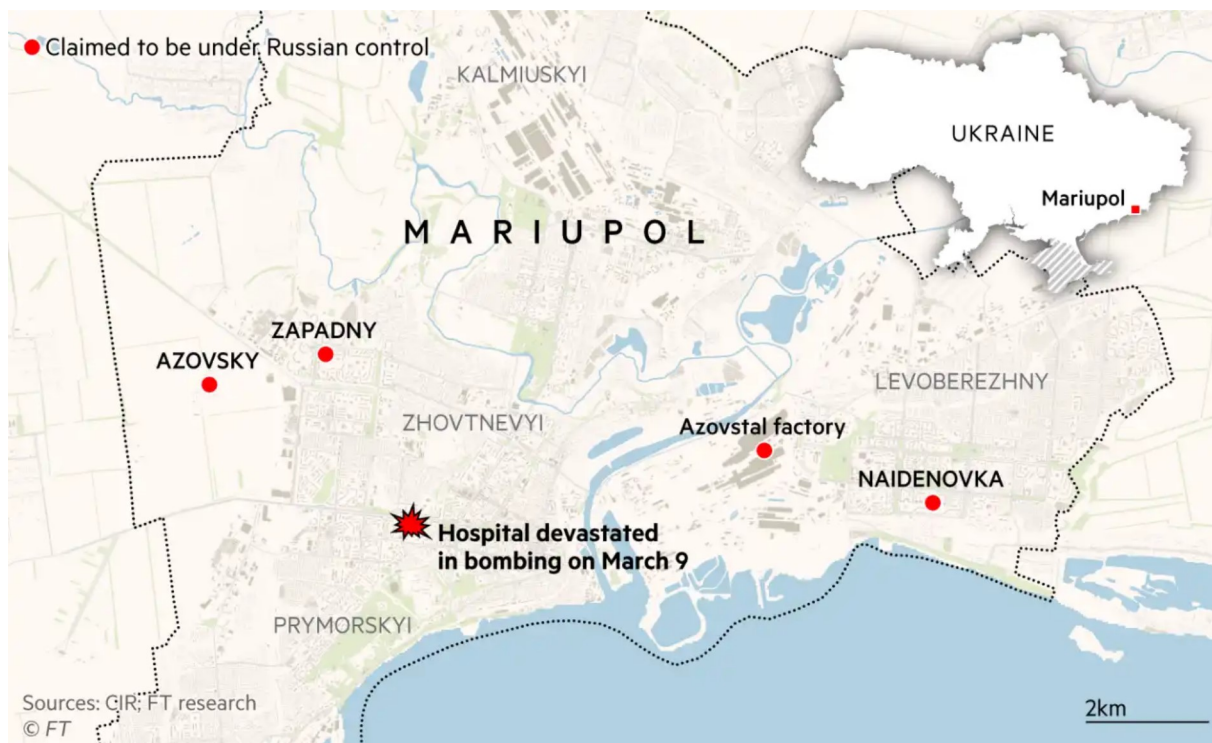 Claimed to be under Russian control
KALMIUSKYI
UKRAINE
Mariupol
MARIUPOL
ZAPADNY
AZOVSKY
LEVOBEREZHNY
ZHOVTNEVYI
Azovstal factory
NAIDENOVKA
Hospital devastated
in bombing on March 9
PRYMORSKYI
Sources: CIR; FT research
© FT
2km